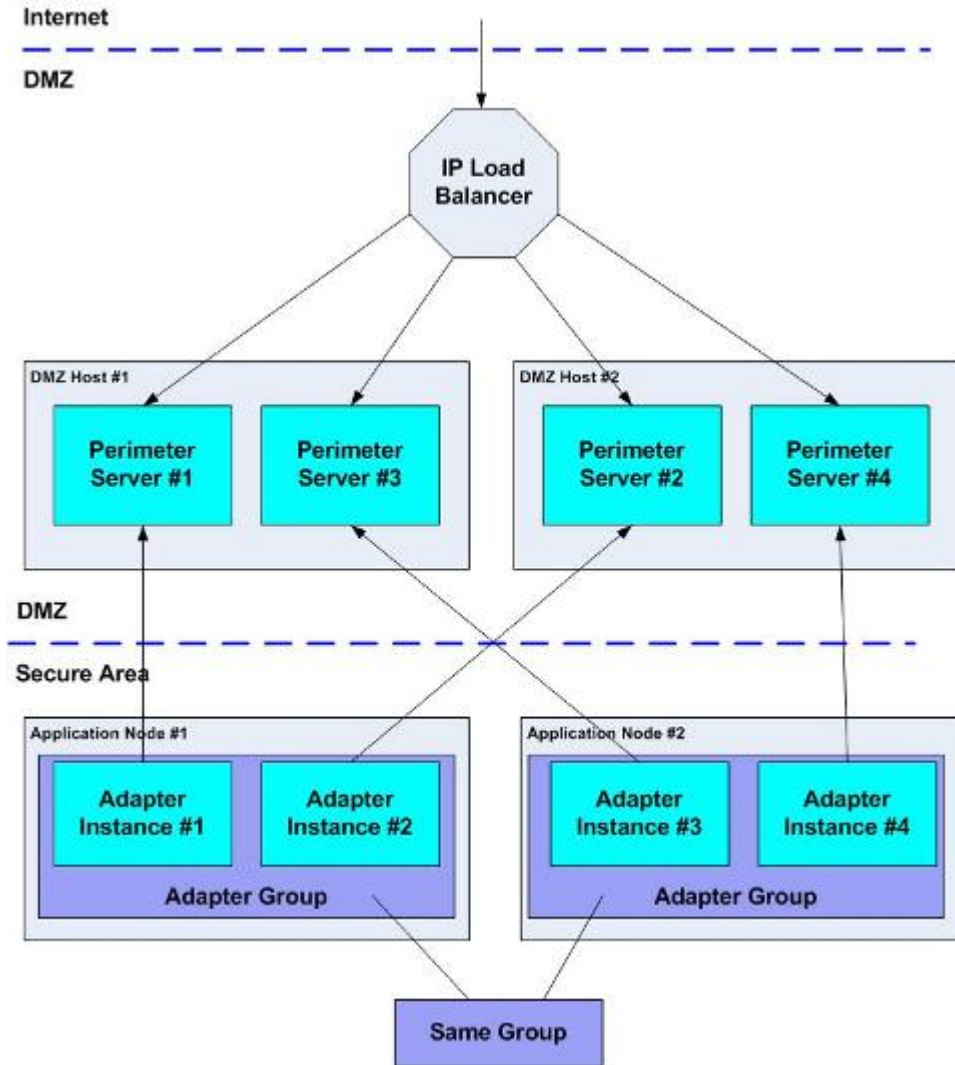 Internet
DMZ
IP Load
Balancer
DMZ Host #1
DMZ Host #2
Perimeter
Server #1
Perimeter
Server #3
Perimeter
Server #2
Perimeter
Server #4
DMZ
Secure Area
Application Node #1
Application Node #2
Adapter
Instance #1
Adapter
Instance #2
Adapter
Instance #3
Adapter
Instance #4
Adapter Group
Adapter Group
Same Group